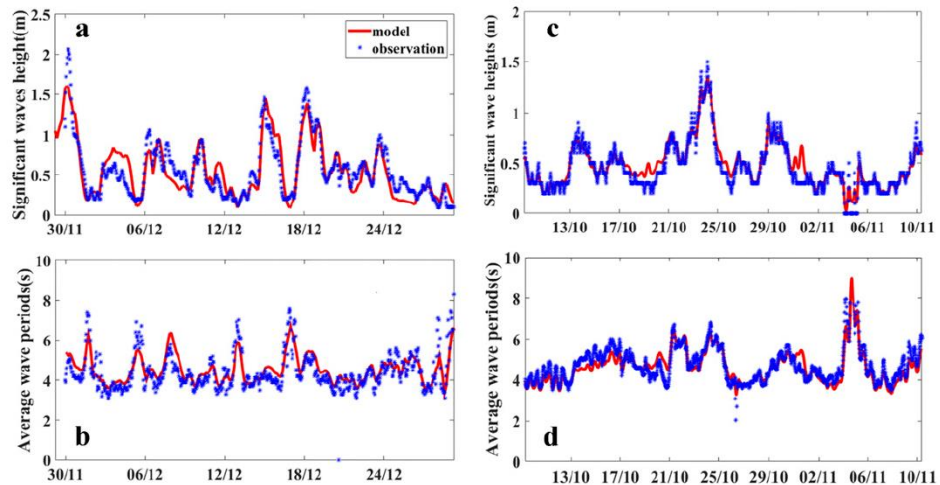 a
model
observation
Significant waves height(m)
2.5
2
1.5
1
0.5
0
30/11 06/12 12/12 18/12 24/12
c
Significant wave heights (m)
2
1.5
1
0.5
0
13/10 17/10 21/10 25/10 29/10 02/11 06/11 10/11
b
Average wave periods(s)
10
8
6
4
2
0
30/11 06/12 12/12 18/12 24/12
d
Average wave periods(s)
10
8
6
4
2
0
13/10 17/10 21/10 25/10 29/10 02/11 06/11 10/11